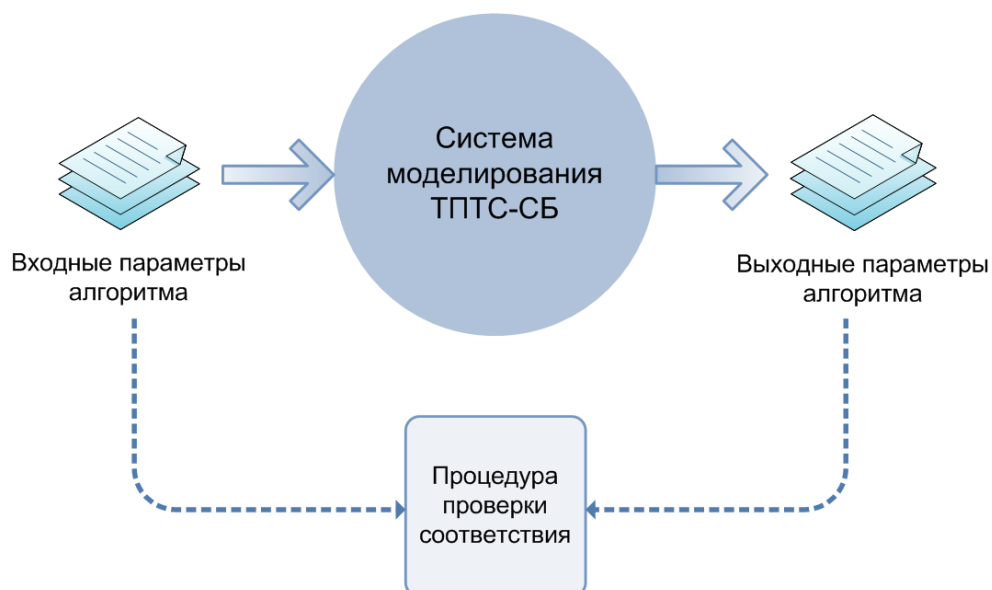 Система
моделирования
ТПТС-СБ
Входные параметры
алгоритма
Выходные параметры
алгоритма
Процедура
проверки
соответствия